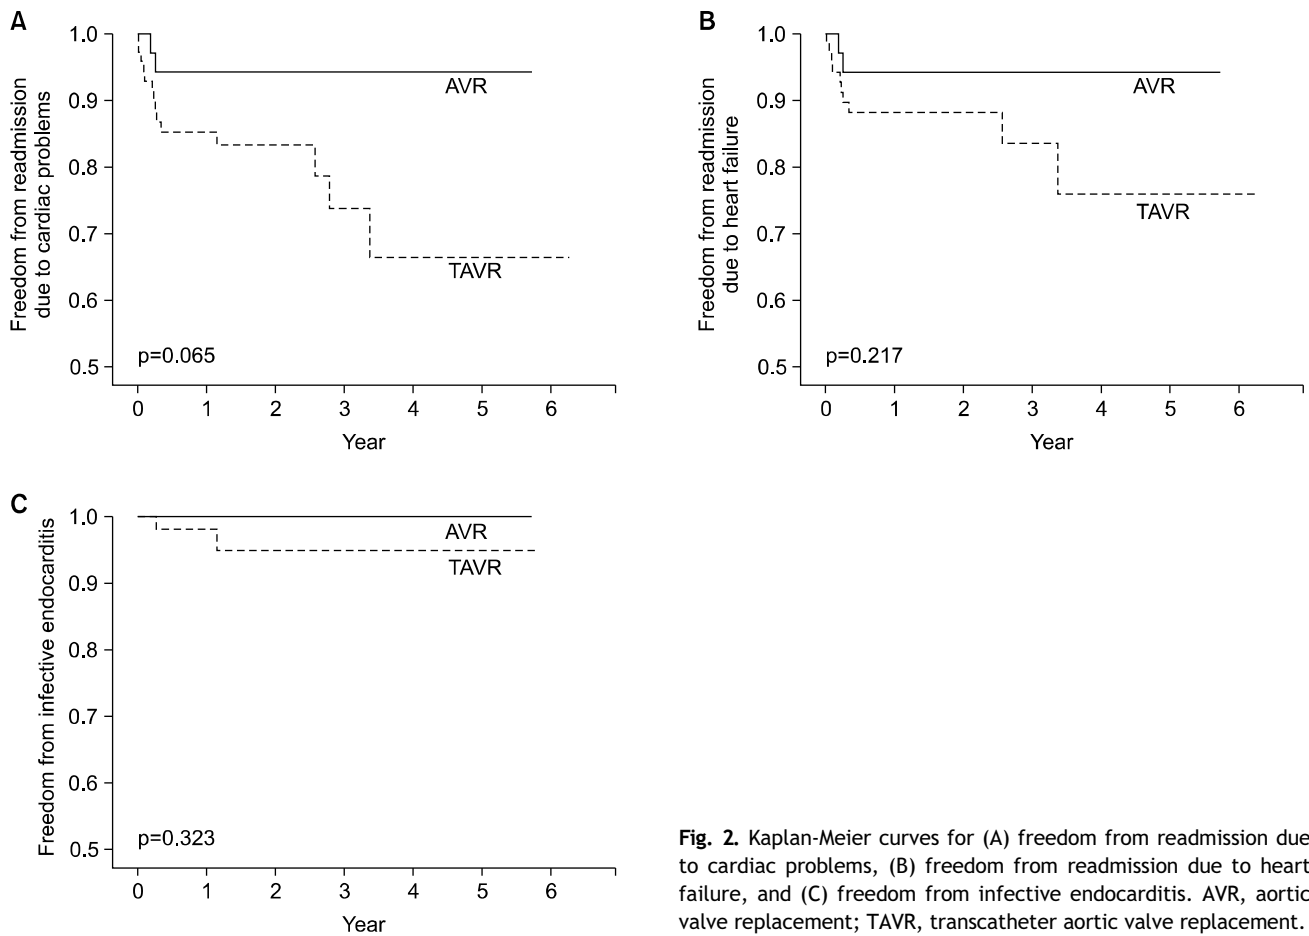 A
Freedom from readmission
due to cardiac problems
1.0
0.9
0.8
0.7
0.6
0.5
AVR
TAVR
p=0.065
0 1 2 3 4 5 6
Year
B
Freedom from readmission
due to heart failure
1.0
0.9
0.8
0.7
0.6
0.5
AVR
TAVR
p=0.217
0 1 2 3 4 5 6
Year
C
Freedom from infective endocarditis
1.0
0.9
0.8
0.7
0.6
0.5
AVR
TAVR
p=0.323
0 1 2 3 4 5 6
Year
Fig. 2. Kaplan-Meier curves for (A) freedom from readmission due
to cardiac problems, (B) freedom from readmission due to heart
failure, and (C) freedom from infective endocarditis. AVR, aortic
valve replacement; TAVR, transcatheter aortic valve replacement.